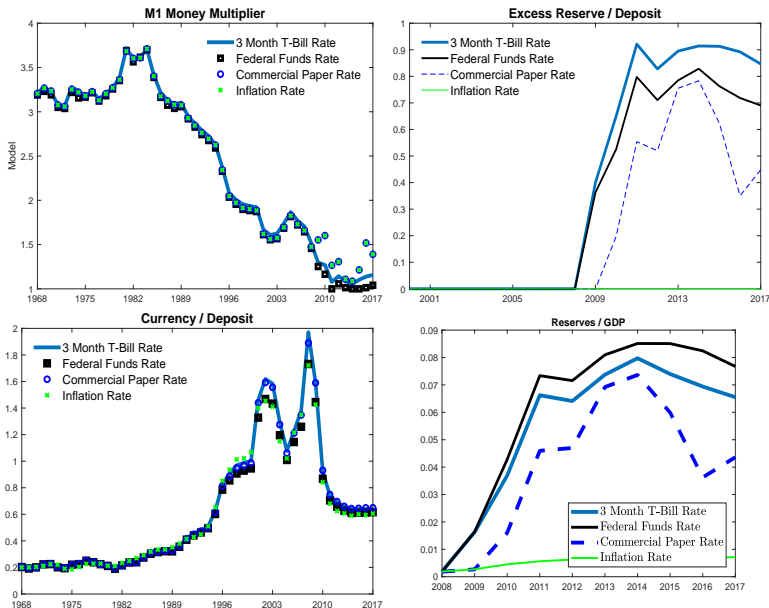 M1 Money Multiplier
4
3.5
3
2.5
2
1.5
1
Model
3 Month T-Bill Rate
Federal Funds Rate
Commercial Paper Rate
Inflation Rate
1968 1975 1982 1989 1996 2003 2010 2017
Excess Reserve / Deposit
1
0.9
0.8
0.7
0.6
0.5
0.4
0.3
0.2
0.1
0
3 Month T-Bill Rate
Federal Funds Rate
Commercial Paper Rate
Inflation Rate
2001 2005 2009 2013 2017
Currency / Deposit
2
1.8
1.6
1.4
1.2
1
0.8
0.6
0.4
0.2
0
3 Month T-Bill Rate
Federal Funds Rate
Commercial Paper Rate
Inflation Rate
1968 1975 1982 1989 1996 2003 2010 2017
Reserves / GDP
0.09
0.08
0.07
0.06
0.05
0.04
0.03
0.02
0.01
0
3 Month T-Bill Rate
Federal Funds Rate
Commercial Paper Rate
Inflation Rate
2008 2009 2010 2011 2012 2013 2014 2015 2016 2017